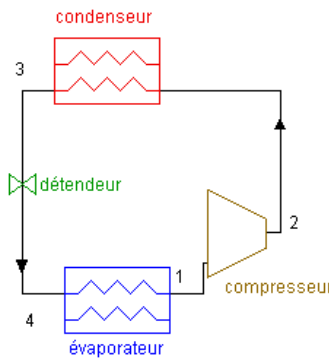 condenseur
3
détendeur
2
1
compresseur
4
évaporateur